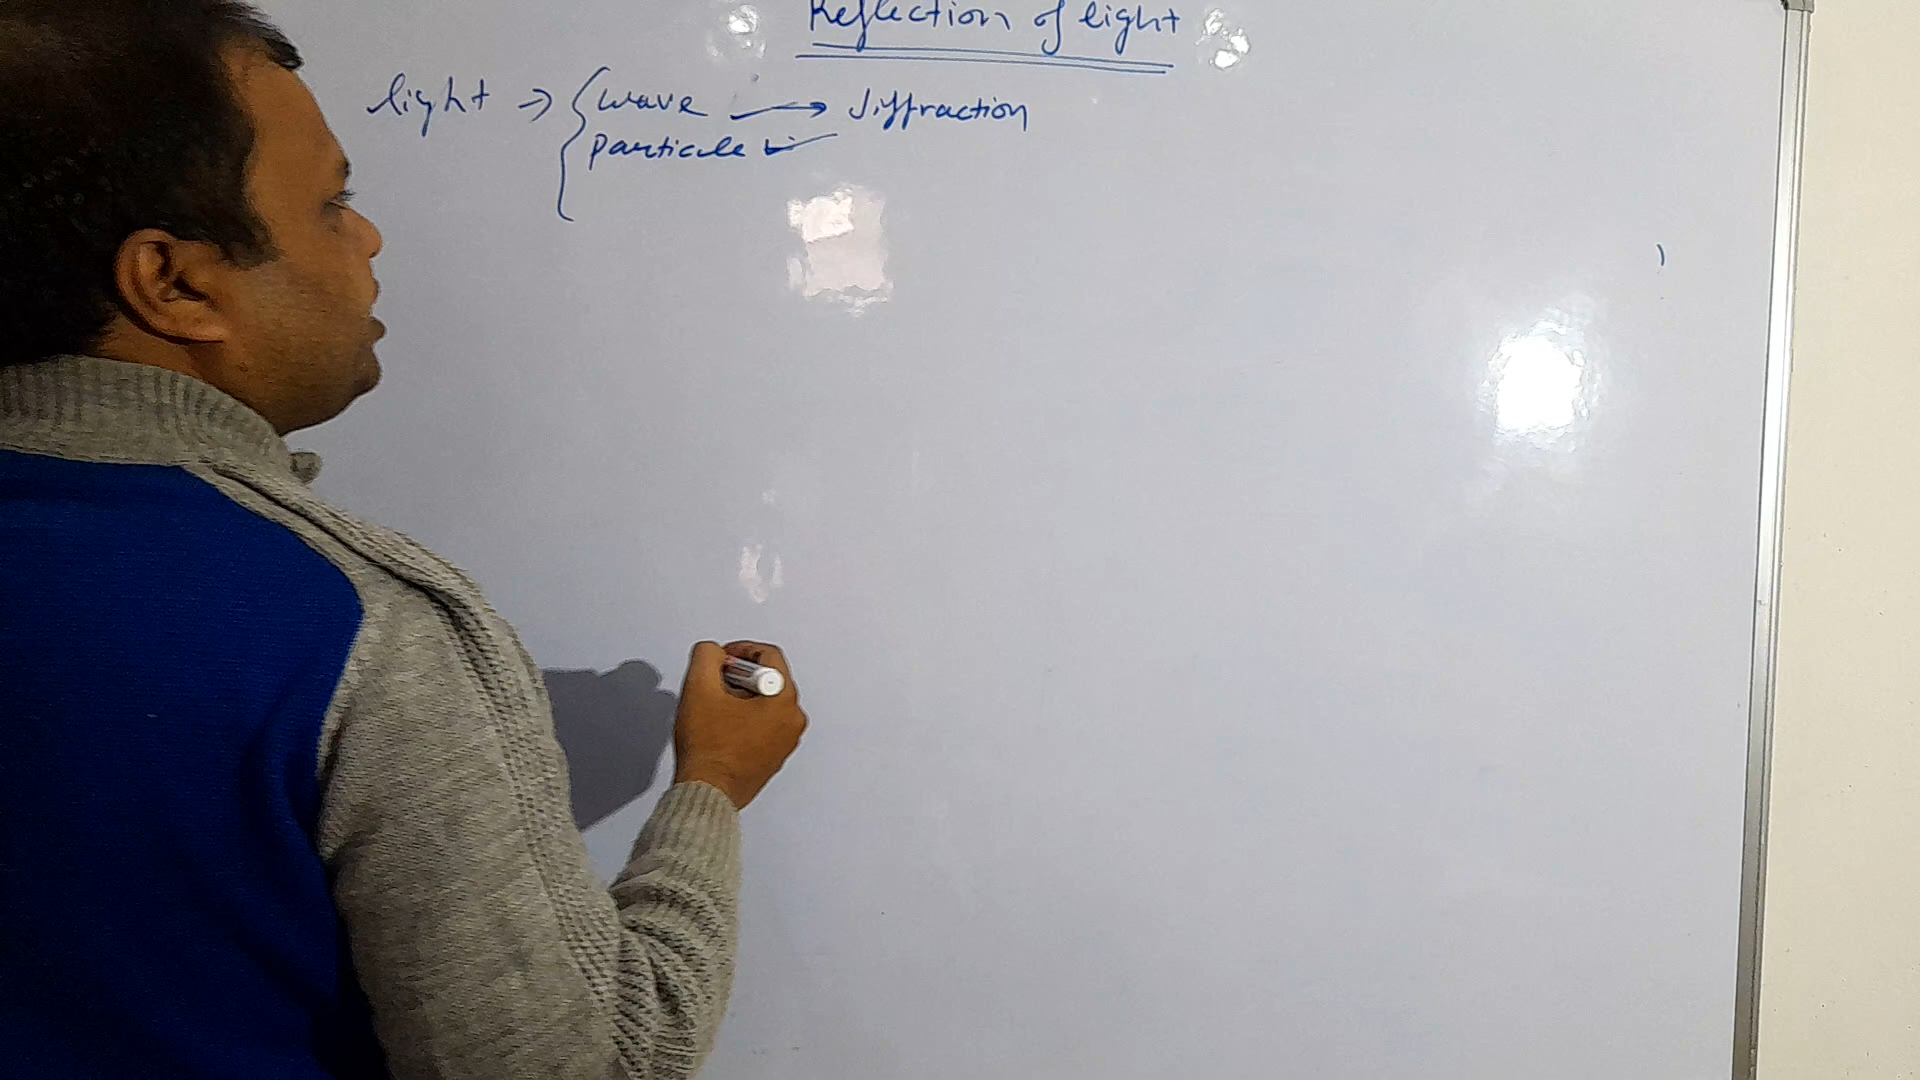 Reflection of light
light → { wave → diffraction
particle ✓